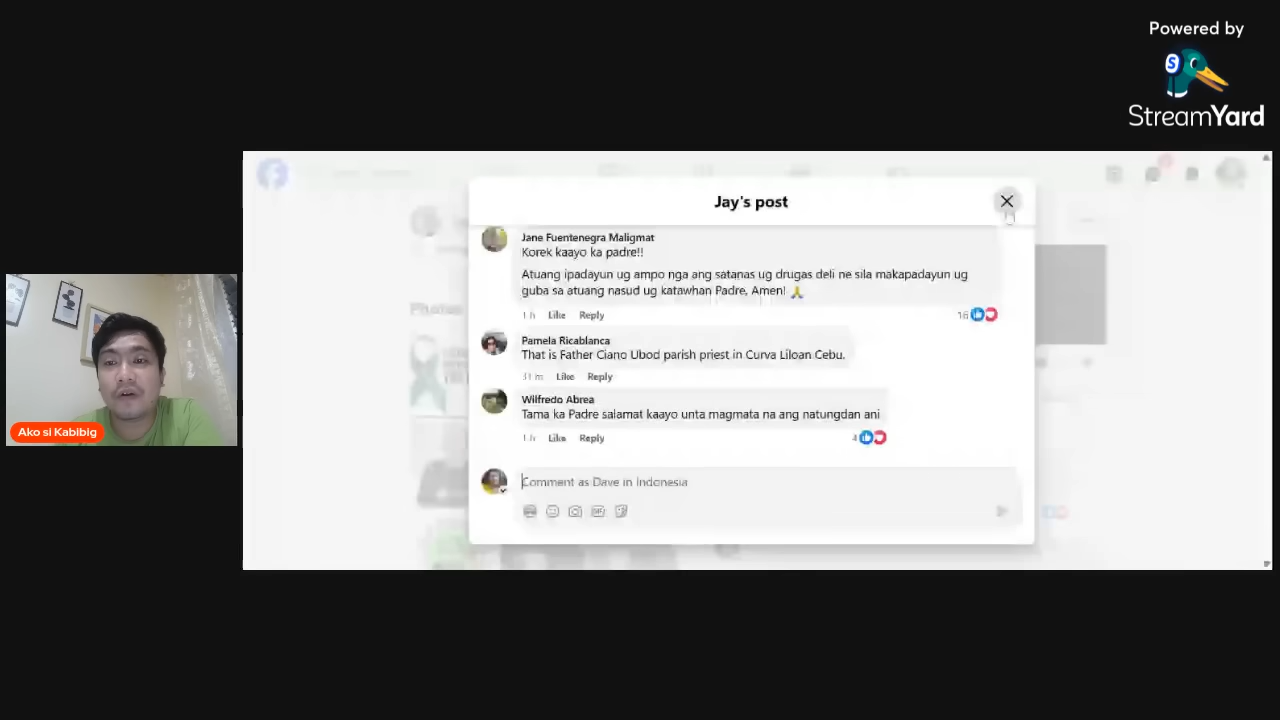 Powered by
S
StreamYard
Jay's post
Jane Fuentenegra Maligmat
Korek kaayo ka padre!!
Atuang ipadayun ug ampo nga ang satanas ug drugas deli ne sila makapadayun ug
guba sa atuang nasud ug katawhan Padre, Amen! 🙏
1 h Like Reply 16
Pamela Ricablanca
That is Father Ciano Ubod parish priest in Curva Liloan Cebu.
31 m Like Reply
Wilfredo Abrea
Tama ka Padre salamat kaayo unta magmata na ang natungdan ani
1 h Like Reply 4
Comment as Dave in Indonesia
GIF
Ako si Kabibig
Photos